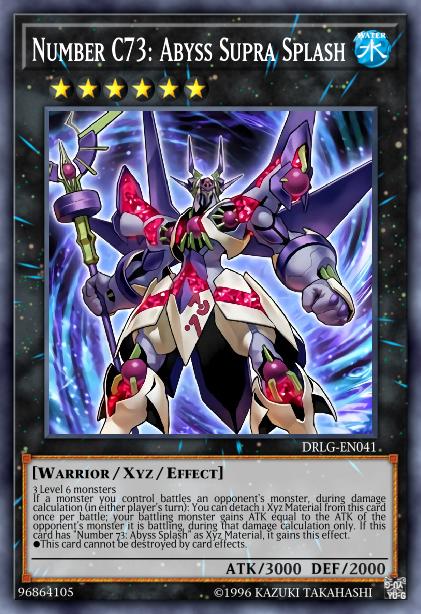 Number C73: Abyss Supra Splash
WATER
水
73
DRLG-EN041
[Warrior / Xyz / Effect]
3 Level 6 monsters
If a monster you control battles an opponent's monster, during damage
calculation (in either player's turn): You can detach 1 Xyz Material from this card
once per battle; your battling monster gains ATK equal to the ATK of the
opponent's monster it is battling, during that damage calculation only. If this
card has "Number 73: Abyss Splash" as Xyz Material, it gains this effect.
●This card cannot be destroyed by card effects.
ATK/3000 DEF/2000
96864105
©1996 KAZUKI TAKAHASHI